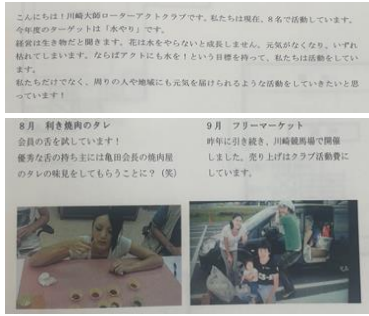 こんにちは！川崎大師ローターアクトクラブです。私たちは現在、8名で活動しています。
今年度のターゲットは「水やり」です。
経営は生き物だと聞きます。花は水をやらないと成長しません。元気がなくなり、いずれ
枯れてしまいます。ならばアクトにも水を！という目標を持って、私たちは活動をしてい
ます。
私たちだけでなく、周りの人や地域にも元気を届けられるような活動をしていきたいと思
っています！
8月　利き焼肉のタレ
会員の舌を試しています！
優秀な舌の持ち主には亀田会長の焼肉屋
のタレの味見をしてもらうことに？（笑）
9月　フリーマーケット
昨年に引き続き、川崎競馬場で開催
しました。売り上げはクラブ活動費に
しています。